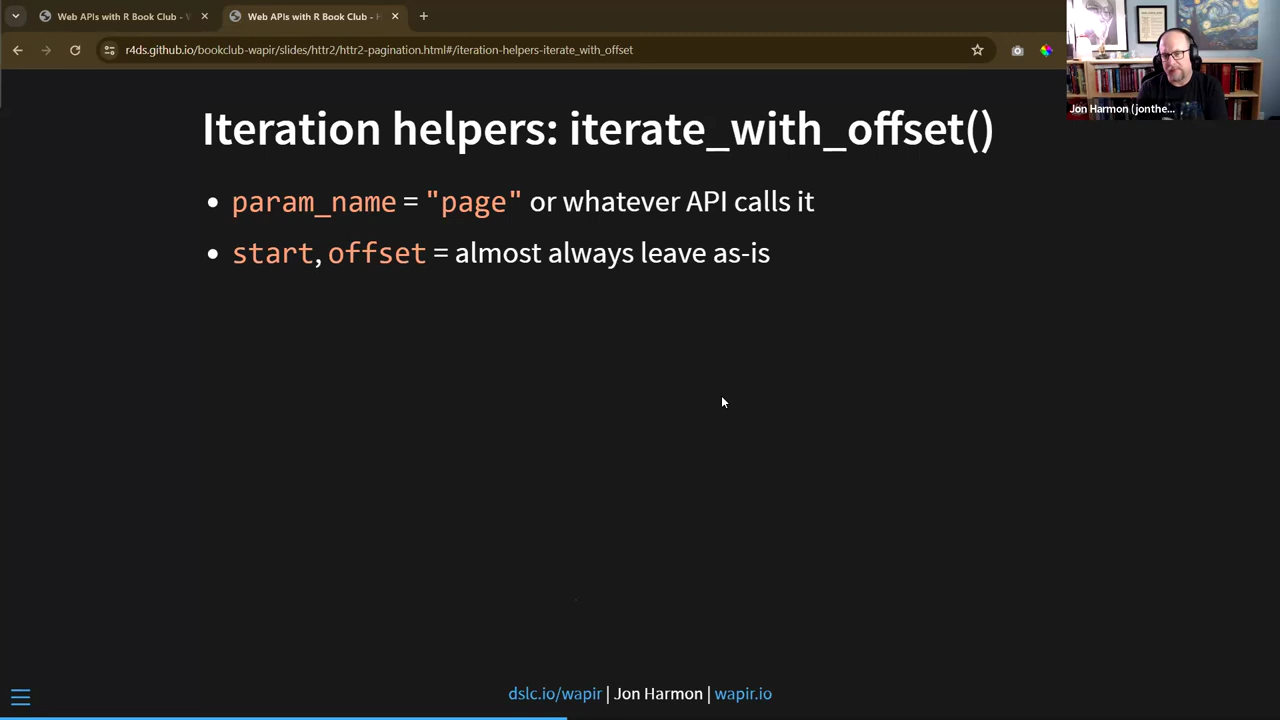 Web APIs with R Book Club - W
Web APIs with R Book Club - H
r4ds.github.io/bookclub-wapir/slides/httr2/httr2-pagination.html#/iteration-helpers-iterate_with_offset
Jon Harmon (jonthe...
Iteration helpers: iterate_with_offset()
• param_name = "page" or whatever API calls it
• start, offset = almost always leave as-is
dslc.io/wapir | Jon Harmon | wapir.io